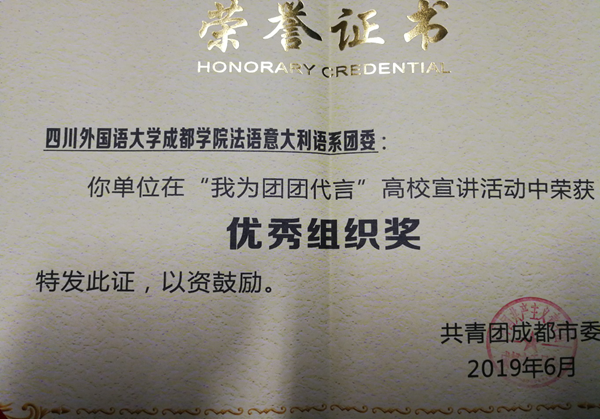 荣誉证书
HONORARY CREDENTIAL
四川外国语大学成都学院法语意大利语系团委:
你单位在“我为团团代言”高校宣讲活动中荣获
优秀组织奖
特发此证,以资鼓励。
共青团成都市委
2019年6月